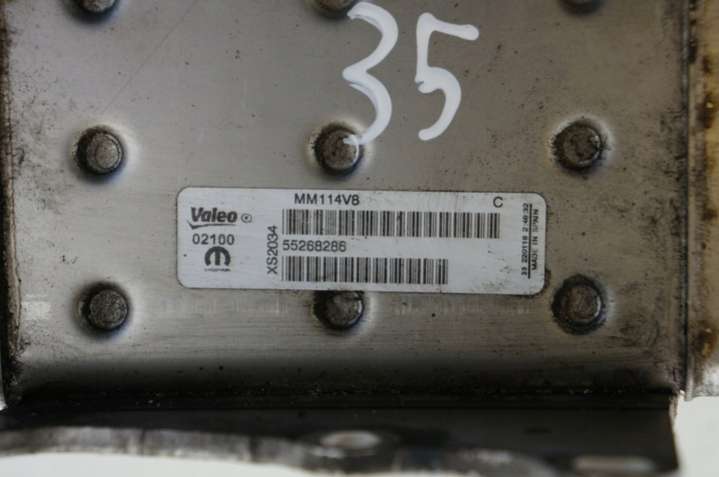 35
MM114V8 C
Valeo
02100
XS2034
55268286
MADE IN SPAIN